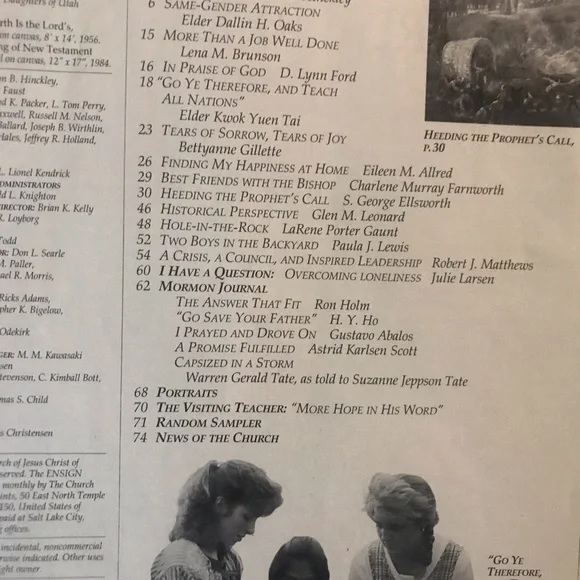 Daughters of Utah
rth Is the Lord's,
on canvas, 8' x 14', 1956.
ng of New Testament
l on canvas, 12" x 17", 1984.
on B. Hinckley,
Faust
d K. Packer, L. Tom Perry,
xwell, Russell M. Nelson,
allard, Joseph B. Wirthlin,
Hales, Jeffrey R. Holland,
L. Lionel Kendrick
DMINISTRATORS
ld L. Knighton
DIRECTOR: Brian K. Kelly
R. Loyborg
Todd
OR: Don L. Searle
M. Paller,
ael R. Morris,
Ricks Adams,
pher K. Bigelow,
Odekirk
GER: M. M. Kawasaki
sen
tevenson, C. Kimball Bott,
mas S. Child
s Christensen
rch of Jesus Christ of
served. The ENSIGN
monthly by The Church
ints, 50 East North Temple
150, United States of
paid at Salt Lake City,
g offices.
incidental, noncommercial
rwise indicated. Other uses
ight owner.
6 SAME-GENDER ATTRACTION
Elder Dallin H. Oaks
15 MORE THAN A JOB WELL DONE
Lena M. Brunson
16 IN PRAISE OF GOD D. Lynn Ford
18 "GO YE THEREFORE, AND TEACH
ALL NATIONS"
Elder Kwok Yuen Tai
23 TEARS OF SORROW, TEARS OF JOY
Bettyanne Gillette
26 FINDING MY HAPPINESS AT HOME Eileen M. Allred
29 BEST FRIENDS WITH THE BISHOP Charlene Murray Farnworth
30 HEEDING THE PROPHET'S CALL S. George Ellsworth
46 HISTORICAL PERSPECTIVE Glen M. Leonard
48 HOLE-IN-THE-ROCK LaRene Porter Gaunt
52 TWO BOYS IN THE BACKYARD Paula J. Lewis
54 A CRISIS, A COUNCIL, AND INSPIRED LEADERSHIP Robert J. Matthews
60 I HAVE A QUESTION: OVERCOMING LONELINESS Julie Larsen
62 MORMON JOURNAL
THE ANSWER THAT FIT Ron Holm
"GO SAVE YOUR FATHER" H. Y. Ho
I PRAYED AND DROVE ON Gustavo Abalos
A PROMISE FULFILLED Astrid Karlsen Scott
CAPSIZED IN A STORM
Warren Gerald Tate, as told to Suzanne Jeppson Tate
68 PORTRAITS
70 THE VISITING TEACHER: "MORE HOPE IN HIS WORD"
71 RANDOM SAMPLER
74 NEWS OF THE CHURCH
HEEDING THE PROPHET'S CALL,
P.30
"GO YE
THEREFORE,